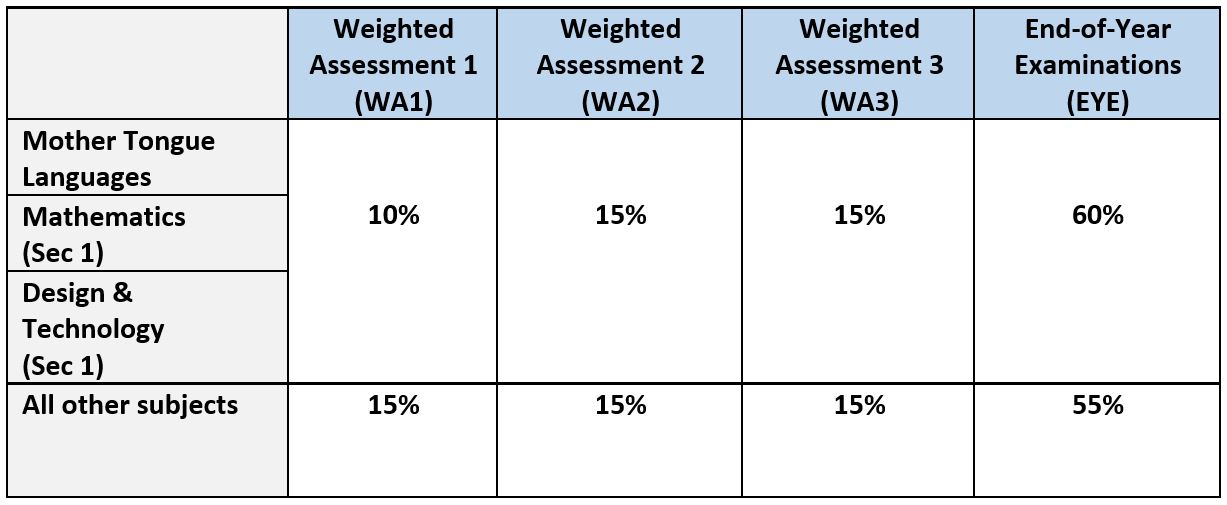 Weighted
Assessment 1
(WA1)
Weighted
Assessment 2
(WA2)
Weighted
Assessment 3
(WA3)
End-of-Year
Examinations
(EYE)
Mother Tongue
Languages
Mathematics
(Sec 1)
Design &
Technology
(Sec 1)
10%
15%
15%
60%
All other subjects
15%
15%
15%
55%